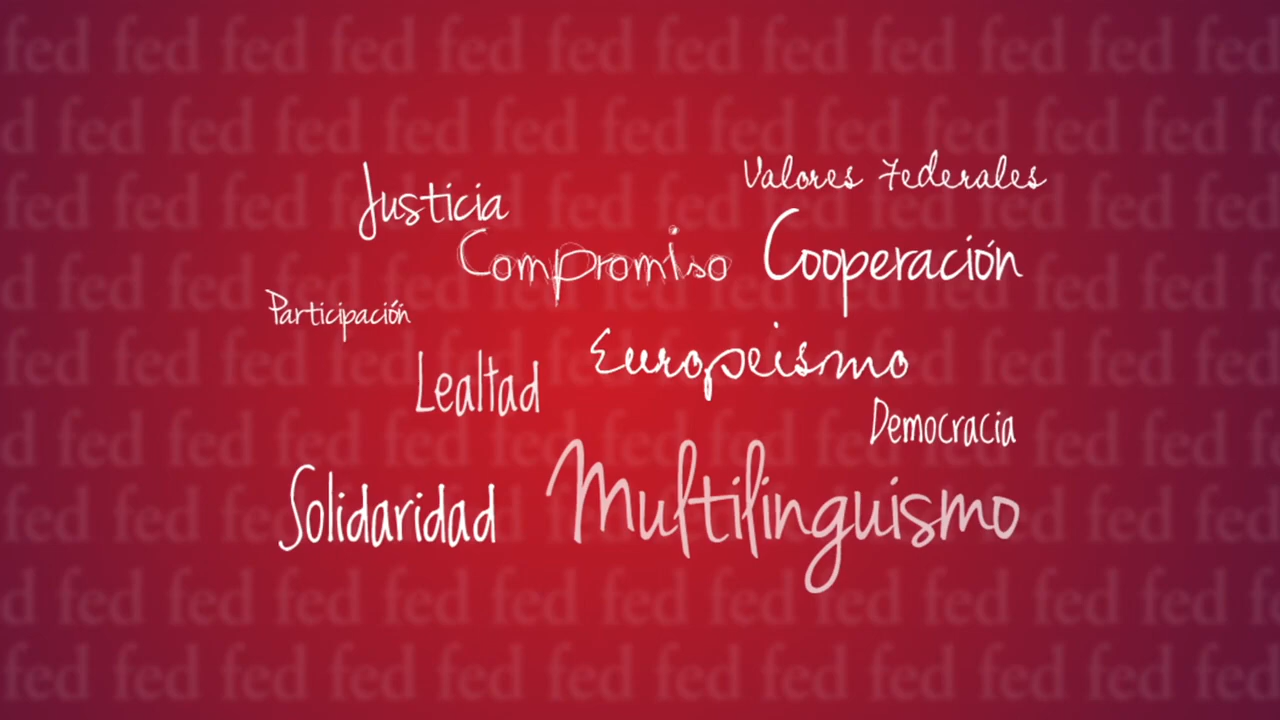 Valores Federales
Justicia
Compromiso
Cooperación
Participación
Europeismo
Lealtad
Democracia
Solidaridad
Multilinguismo